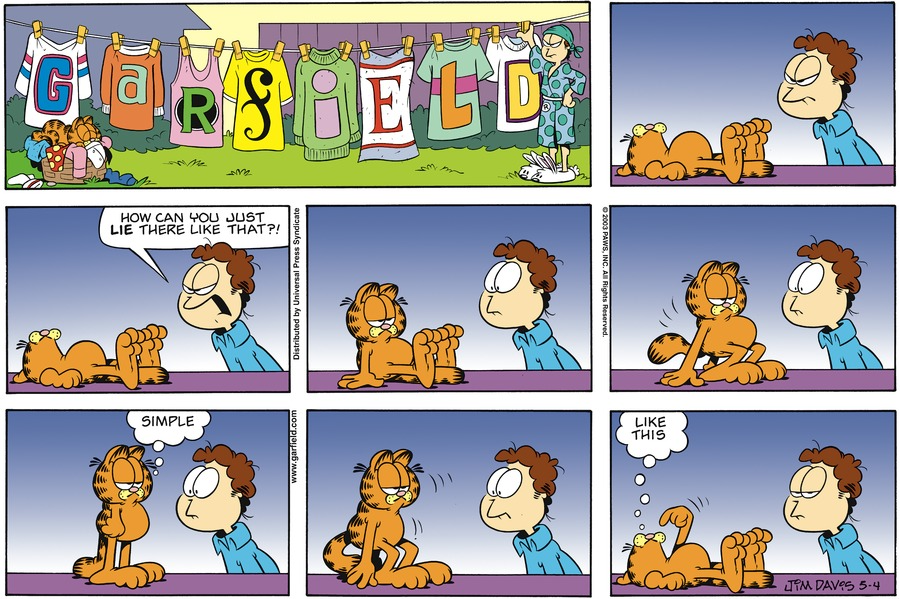 GaRfiELD
HOW CAN YOU JUST
LIE THERE LIKE THAT?!
Distributed by Universal Press Syndicate
© 2003 PAWS, INC. All Rights Reserved.
SIMPLE
www.garfield.com
LIKE
THIS
JIM DAVIS 5-4